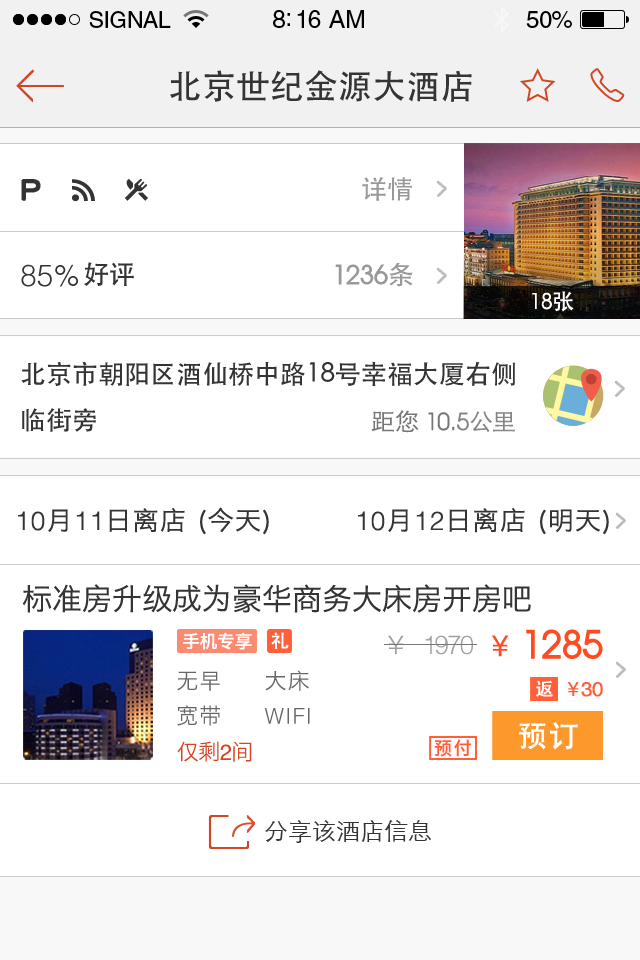 SIGNAL 8:16 AM 50%
北京世纪金源大酒店
P 详情
85%好评 1236条
18张
北京市朝阳区酒仙桥中路18号幸福大厦右侧
临街旁 距您 10.5公里
10月11日离店 (今天) 10月12日离店 (明天)
标准房升级成为豪华商务大床房开房吧
手机专享 礼 ¥ 1970 ¥ 1285
无早 大床 返 ¥30
宽带 WIFI
仅剩2间 预付 预订
分享该酒店信息